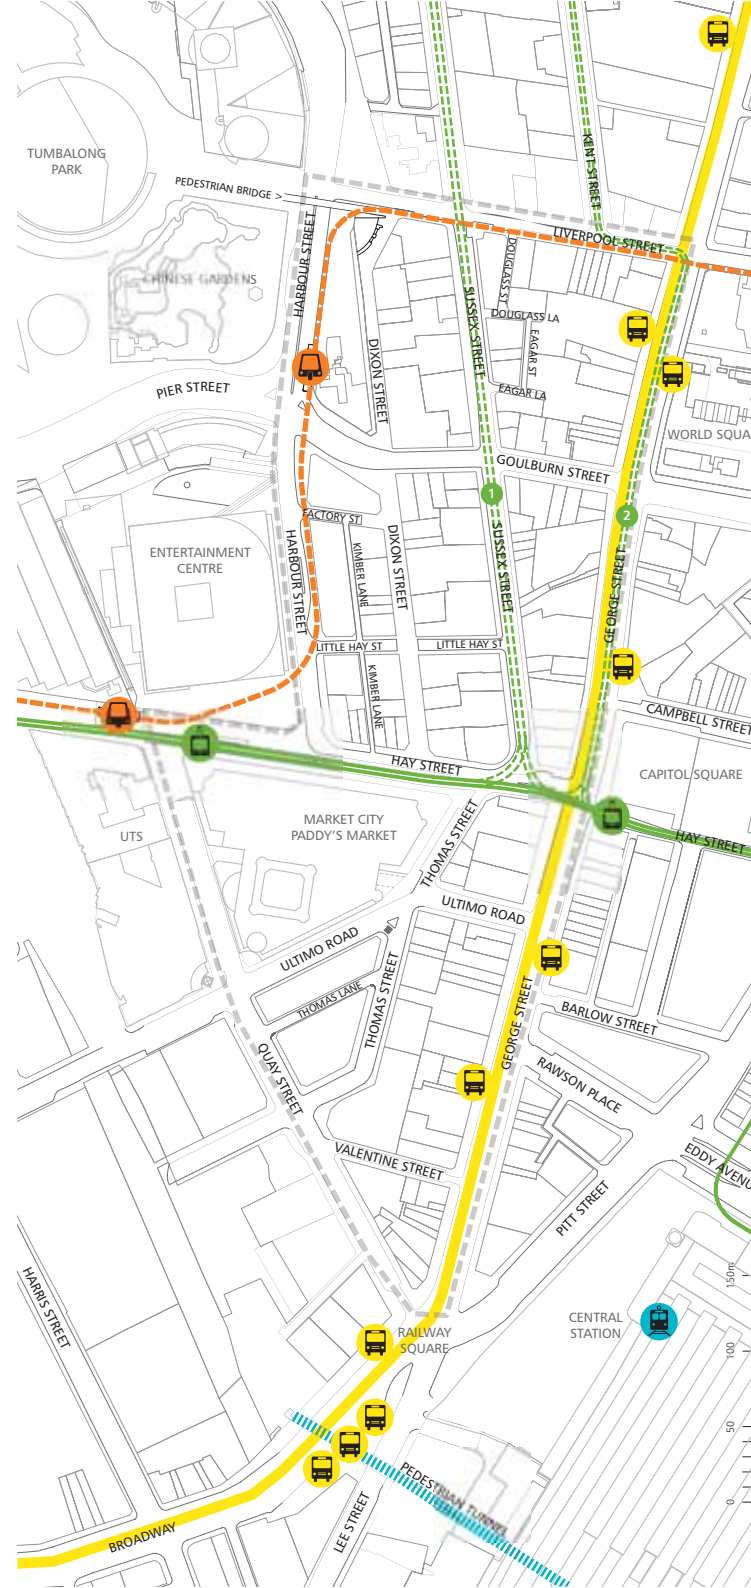 TUMBALONG
PARK
PEDESTRIAN BRIDGE >
KENT STREET
LIVERPOOL STREET
HARBOUR STREET
CHINESE GARDENS
DOUGLASS ST
SUSSEX STREET
DOUGLASS LA
EAGAR ST
DIXON STREET
PIER STREET
EAGAR LA
WORLD SQUA
GOULBURN STREET
1
2
FACTORY ST
HARBOUR STREET
KIMBER LANE
DIXON STREET
SUSSEX STREET
GEORGE STREET
ENTERTAINMENT
CENTRE
LITTLE HAY ST
LITTLE HAY ST
KIMBER LANE
CAMPBELL STREET
HAY STREET
CAPITOL SQUARE
MARKET CITY
PADDY'S MARKET
UTS
THOMAS STREET
HAY STREET
ULTIMO ROAD
ULTIMO ROAD
THOMAS LANE
THOMAS STREET
GEORGE STREET
BARLOW STREET
QUAY STREET
RAWSON PLACE
VALENTINE STREET
EDDY AVENU
PITT STREET
HARRIS STREET
150m
RAILWAY
SQUARE
CENTRAL
STATION
100
50
0
PEDESTRIAN TUNNEL
LEE STREET
BROADWAY